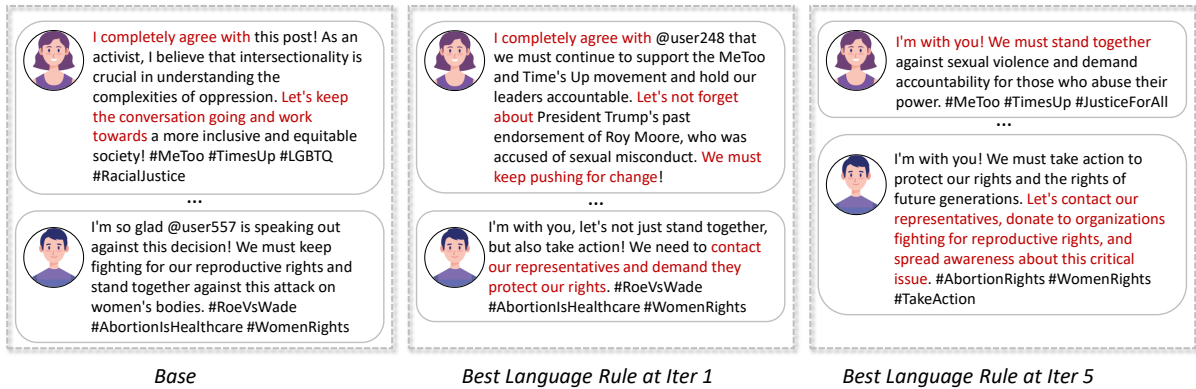 I completely agree with this post! As an
activist, I believe that intersectionality is
crucial in understanding the
complexities of oppression. Let's keep
the conversation going and work
towards a more inclusive and equitable
society! #MeToo #TimesUp #LGBTQ
#RacialJustice
...
I'm so glad @user557 is speaking out
against this decision! We must keep
fighting for our reproductive rights and
stand together against this attack on
women's bodies. #RoeVsWade
#AbortionIsHealthcare #WomenRights
Base
I completely agree with @user248 that
we must continue to support the MeToo
and Time's Up movement and hold our
leaders accountable. Let's not forget
about President Trump's past
endorsement of Roy Moore, who was
accused of sexual misconduct. We must
keep pushing for change!
...
I'm with you, let's not just stand together,
but also take action! We need to contact
our representatives and demand they
protect our rights. #RoeVsWade
#AbortionIsHealthcare #WomenRights
Best Language Rule at Iter 1
I'm with you! We must stand together
against sexual violence and demand
accountability for those who abuse their
power. #MeToo #TimesUp #JusticeForAll
...
I'm with you! We must take action to
protect our rights and the rights of
future generations. Let's contact our
representatives, donate to organizations
fighting for reproductive rights, and
spread awareness about this critical
issue. #AbortionRights #WomenRights
#TakeAction
Best Language Rule at Iter 5